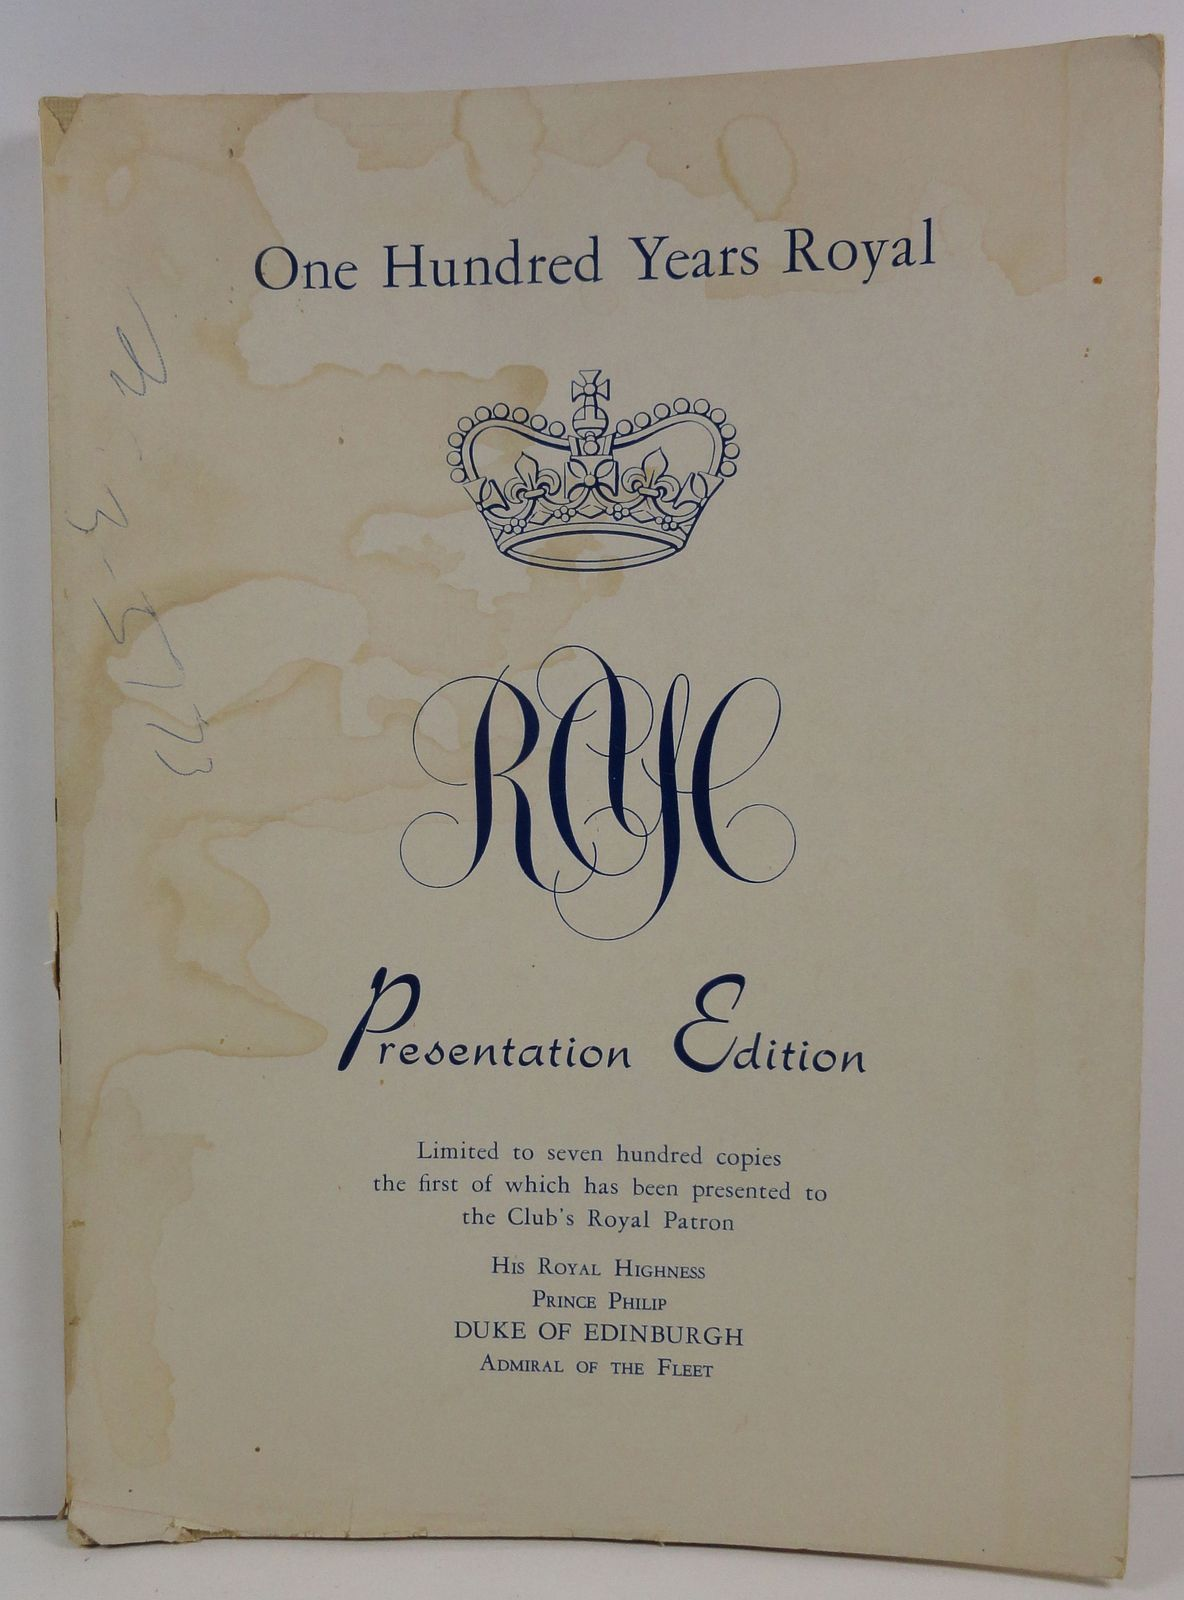 One Hundred Years Royal
Presentation Edition
Limited to seven hundred copies
the first of which has been presented to
the Club's Royal Patron
His Royal Highness
Prince Philip
DUKE OF EDINBURGH
Admiral of the Fleet